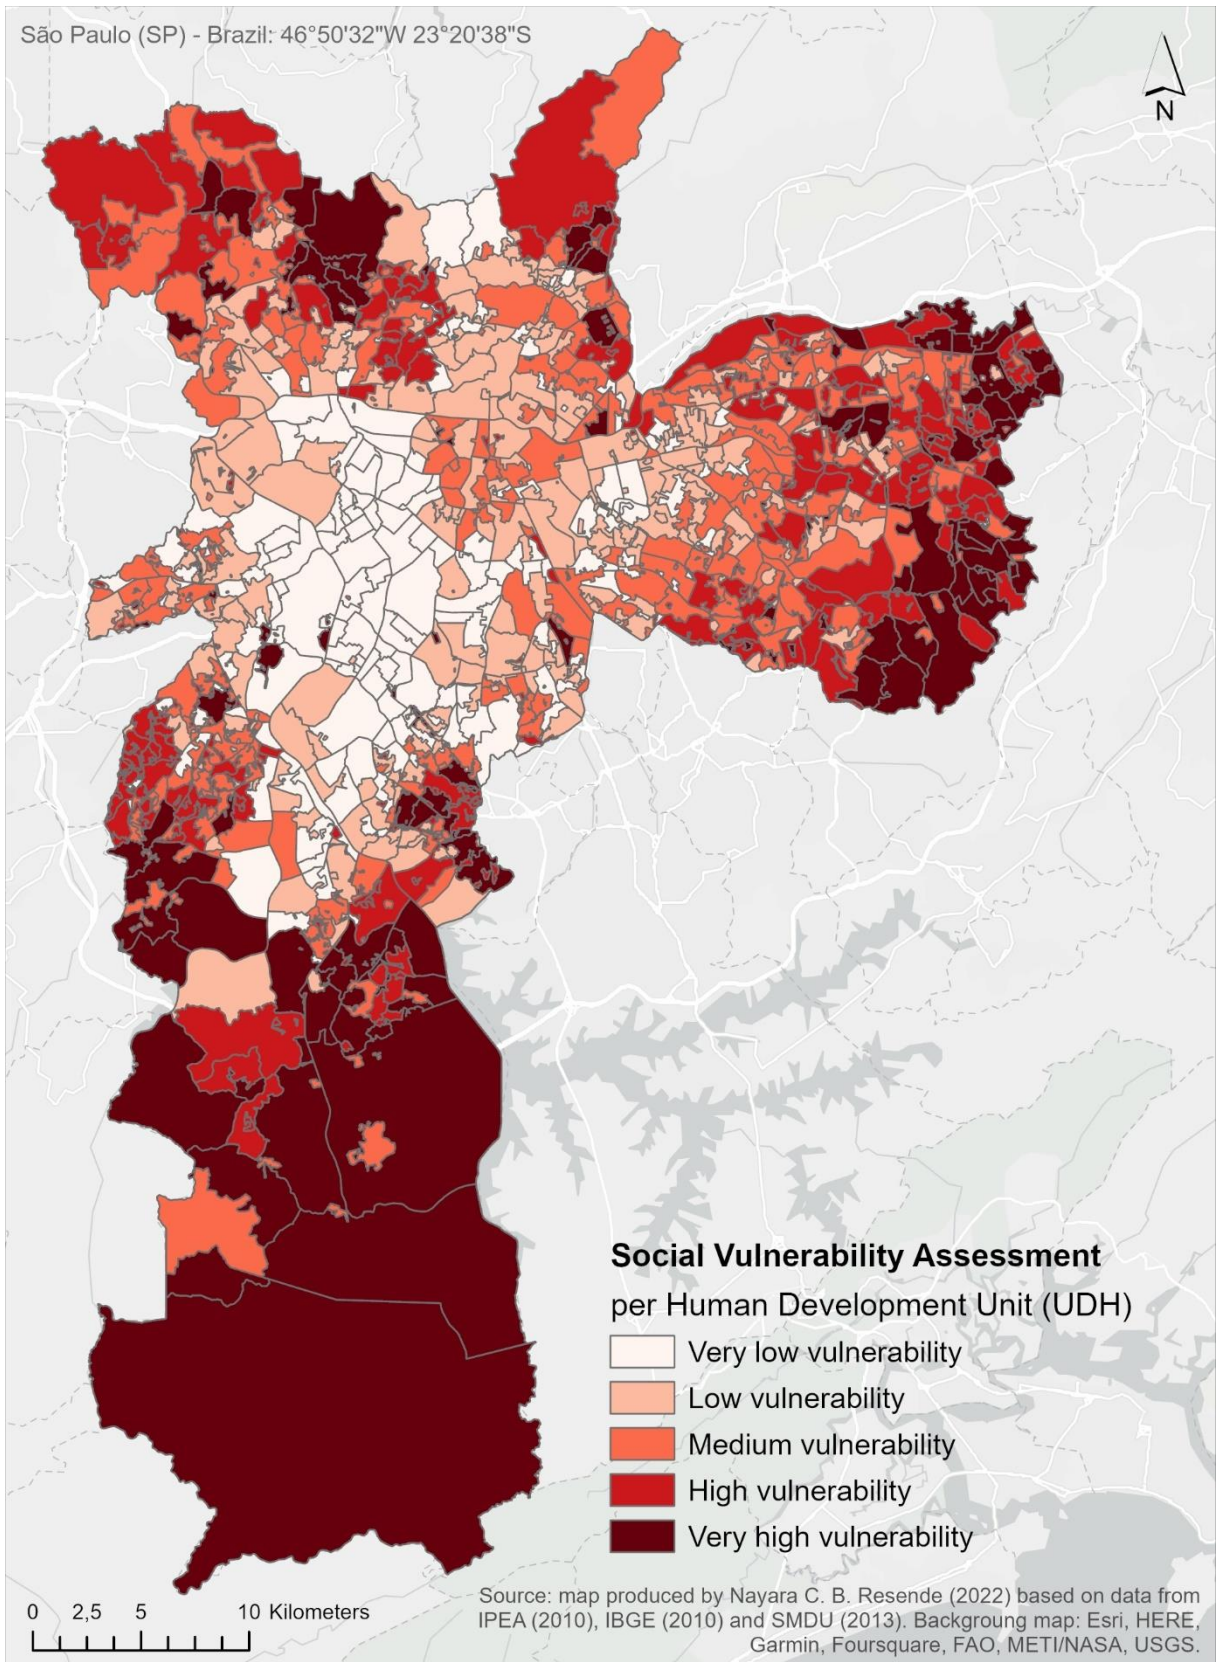 São Paulo (SP) - Brazil: 46°50'32"W 23°20'38"S
N
Social Vulnerability Assessment
per Human Development Unit (UDH)
Very low vulnerability
Low vulnerability
Medium vulnerability
High vulnerability
Very high vulnerability
0 2,5 5 10 Kilometers
Source: map produced by Nayara C. B. Resende (2022) based on data from
IPEA (2010), IBGE (2010) and SMDU (2013). Backgroung map: Esri, HERE,
Garmin, Foursquare, FAO, METI/NASA, USGS.